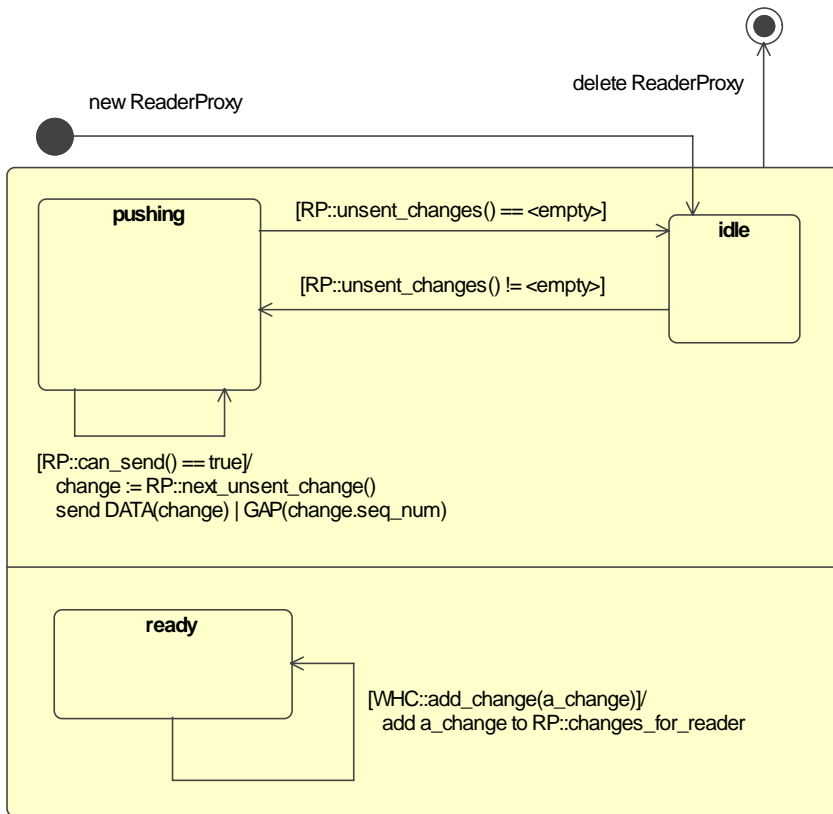 delete ReaderProxy
new ReaderProxy
pushing
[RP::unsent_changes() == <empty>]
idle
[RP::unsent_changes() != <empty>]
[RP::can_send() == true]/
change := RP::next_unsent_change()
send DATA(change) | GAP(change.seq_num)
ready
[WHC::add_change(a_change)]/
add a_change to RP::changes_for_reader